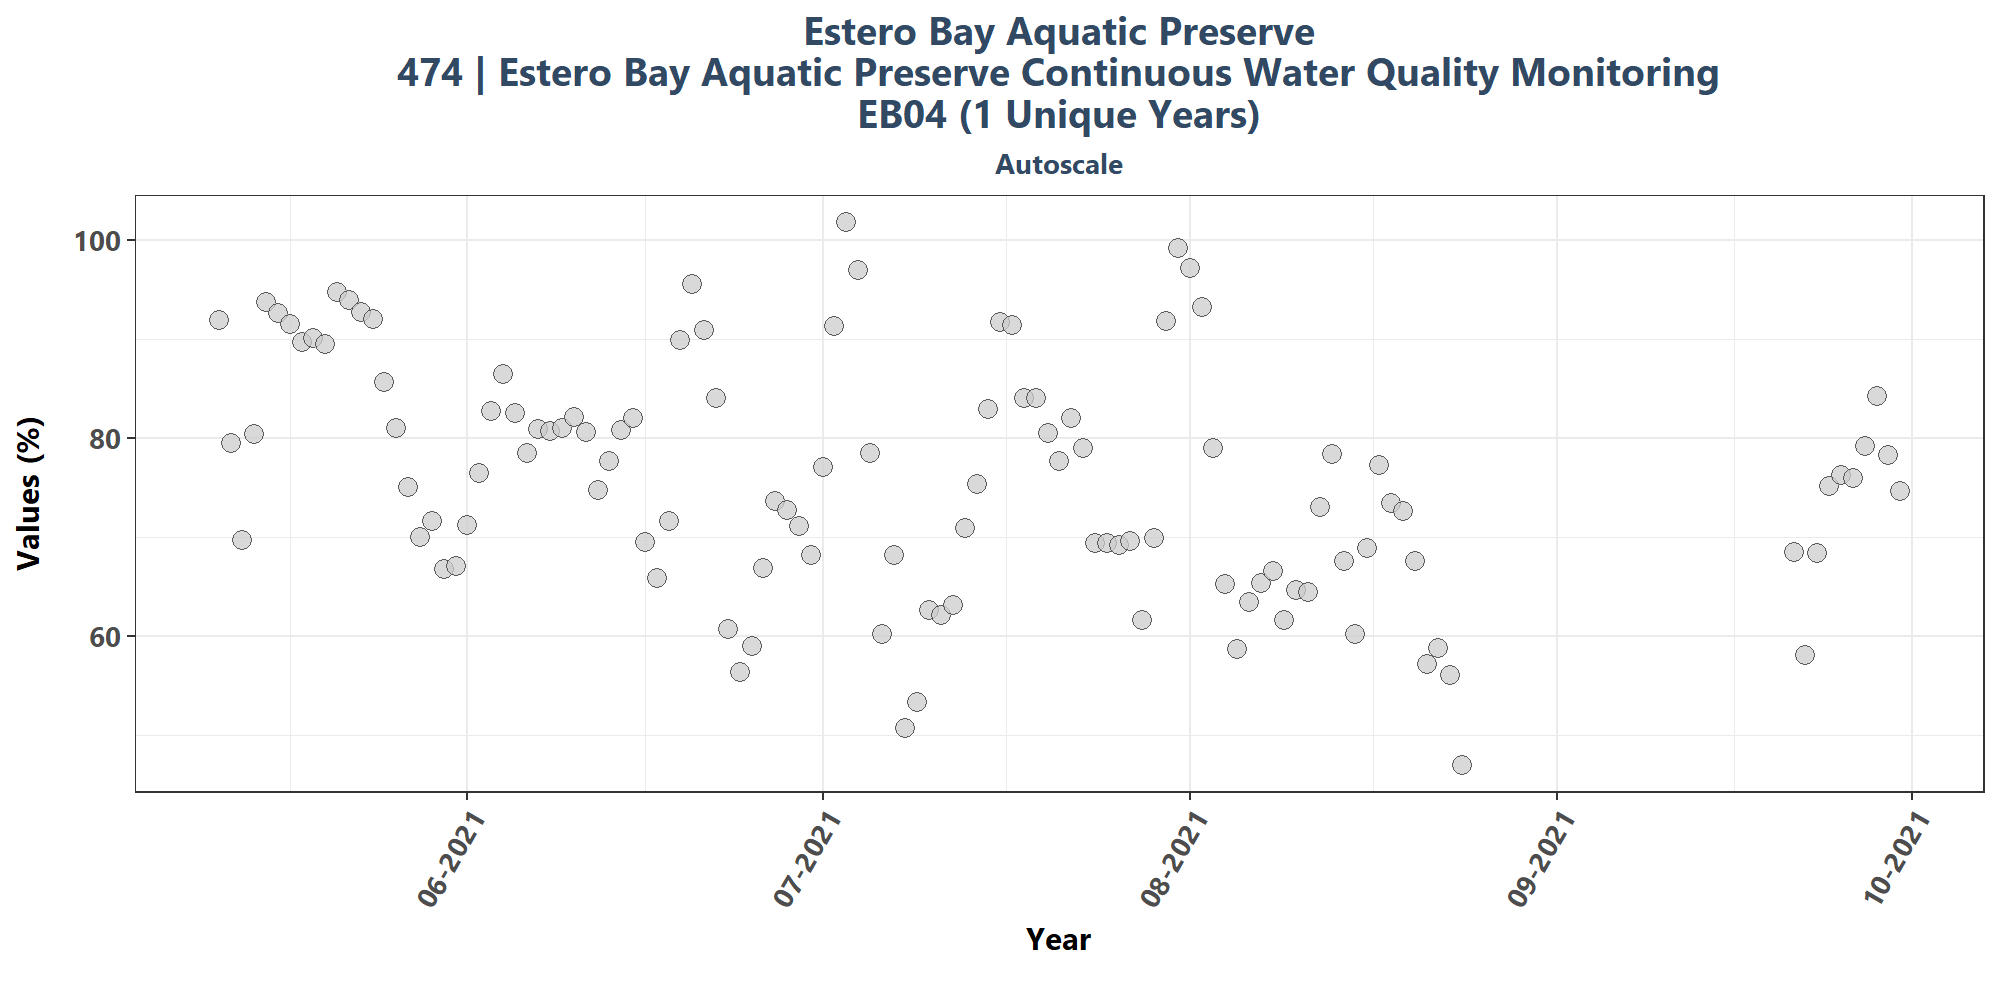 Estero Bay Aquatic Preserve
474 | Estero Bay Aquatic Preserve Continuous Water Quality Monitoring
EB04 (1 Unique Years)
Autoscale
Values (%)
100
80
60
06-2021
07-2021
08-2021
09-2021
10-2021
Year